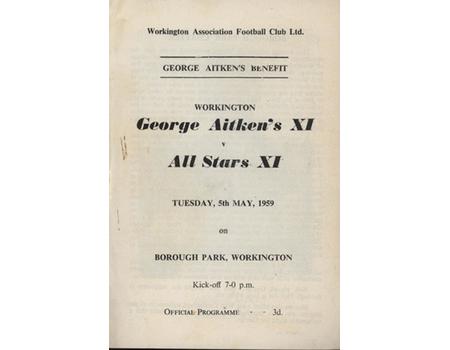 Workington Association Football Club Ltd.
GEORGE AITKEN'S BENEFIT
WORKINGTON
George Aitken's XI
v
All Stars XI
TUESDAY, 5th MAY, 1959
on
BOROUGH PARK, WORKINGTON
Kick-off 7-0 p.m.
OFFICIAL PROGRAMME - - 3d.